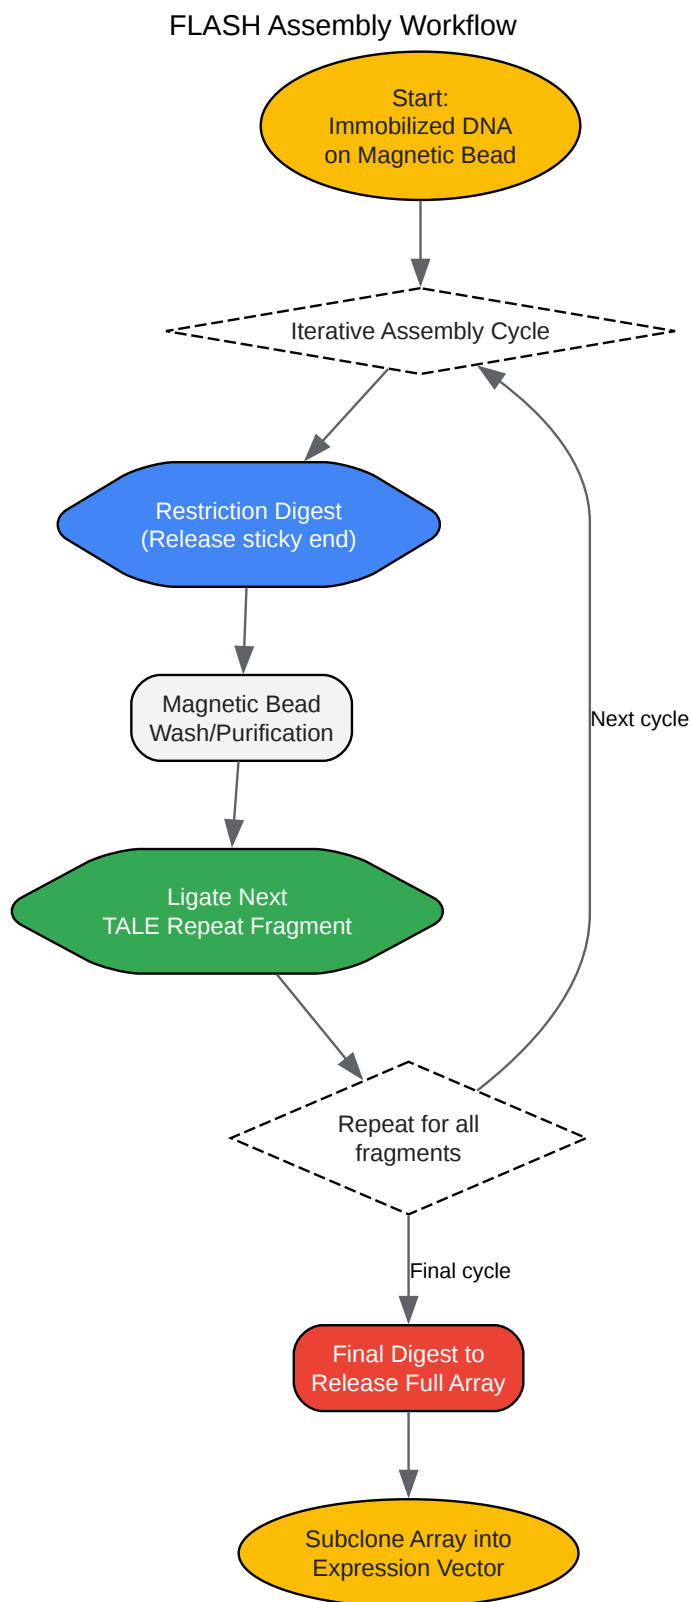 FLASH Assembly Workflow
Start:
Immobilized DNA
on Magnetic Bead
Iterative Assembly Cycle
Restriction Digest
(Release sticky end)
Magnetic Bead
Wash/Purification
Next cycle
Ligate Next
TALE Repeat Fragment
Repeat for all
fragments
Final cycle
Final Digest to
Release Full Array
Subclone Array into
Expression Vector